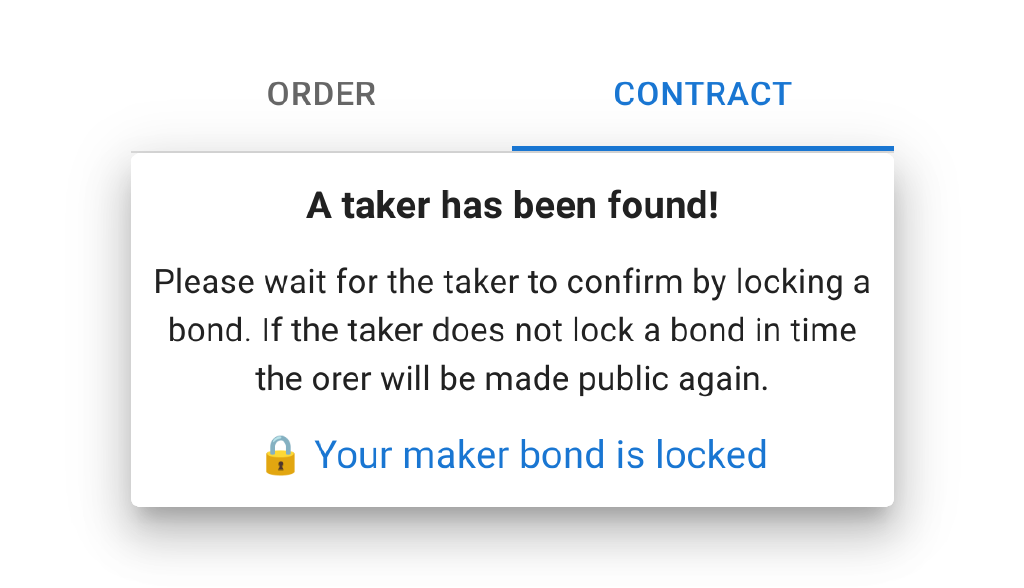 ORDER
CONTRACT
A taker has been found!
Please wait for the taker to confirm by locking a
bond. If the taker does not lock a bond in time
the orer will be made public again.
Your maker bond is locked